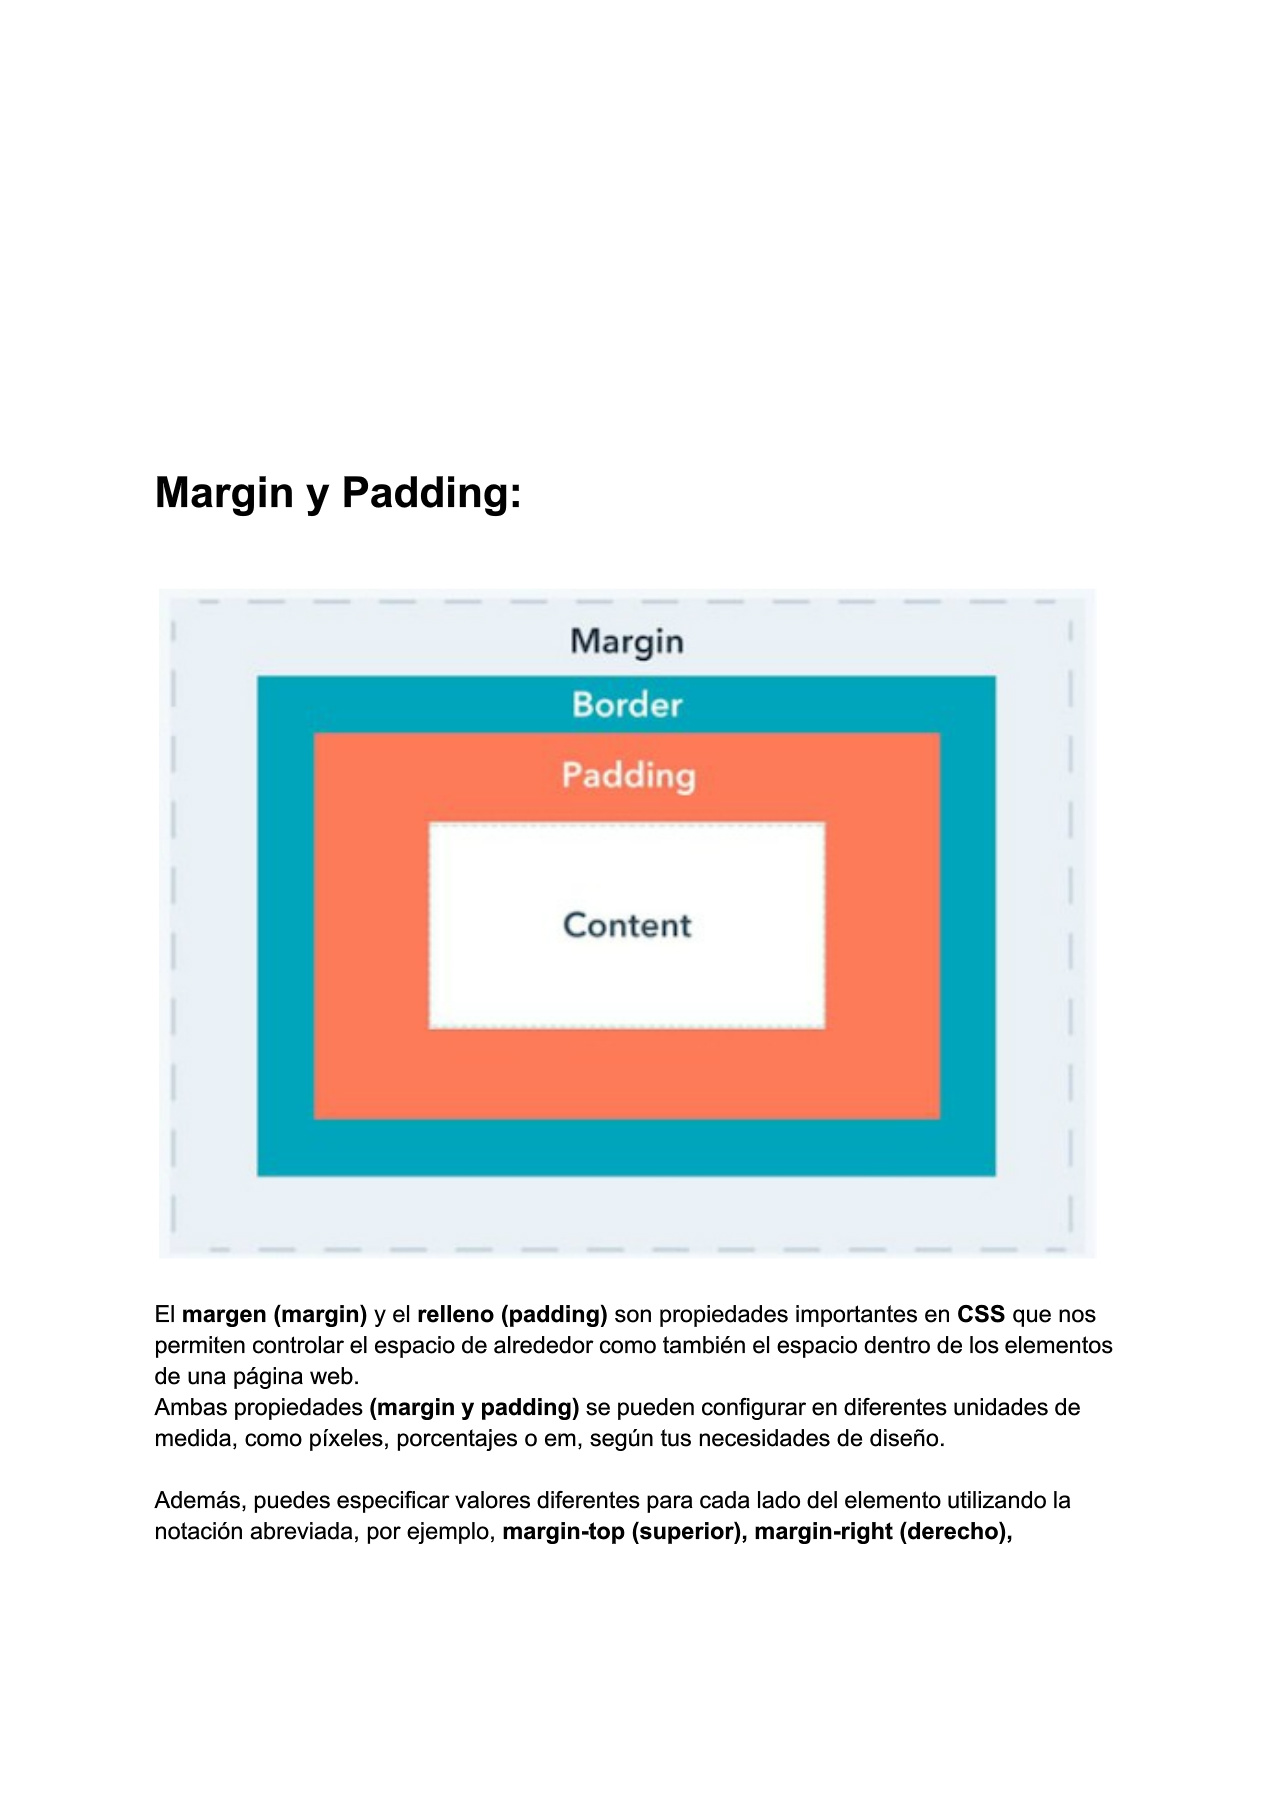 Margin y Padding:
Margin
Border
Padding
Content
El margen (margin) y el relleno (padding) son propiedades importantes en CSS que nos
permiten controlar el espacio de alrededor como también el espacio dentro de los elementos
de una página web.
Ambas propiedades (margin y padding) se pueden configurar en diferentes unidades de
medida, como píxeles, porcentajes o em, según tus necesidades de diseño.
Además, puedes especificar valores diferentes para cada lado del elemento utilizando la
notación abreviada, por ejemplo, margin-top (superior), margin-right (derecho),